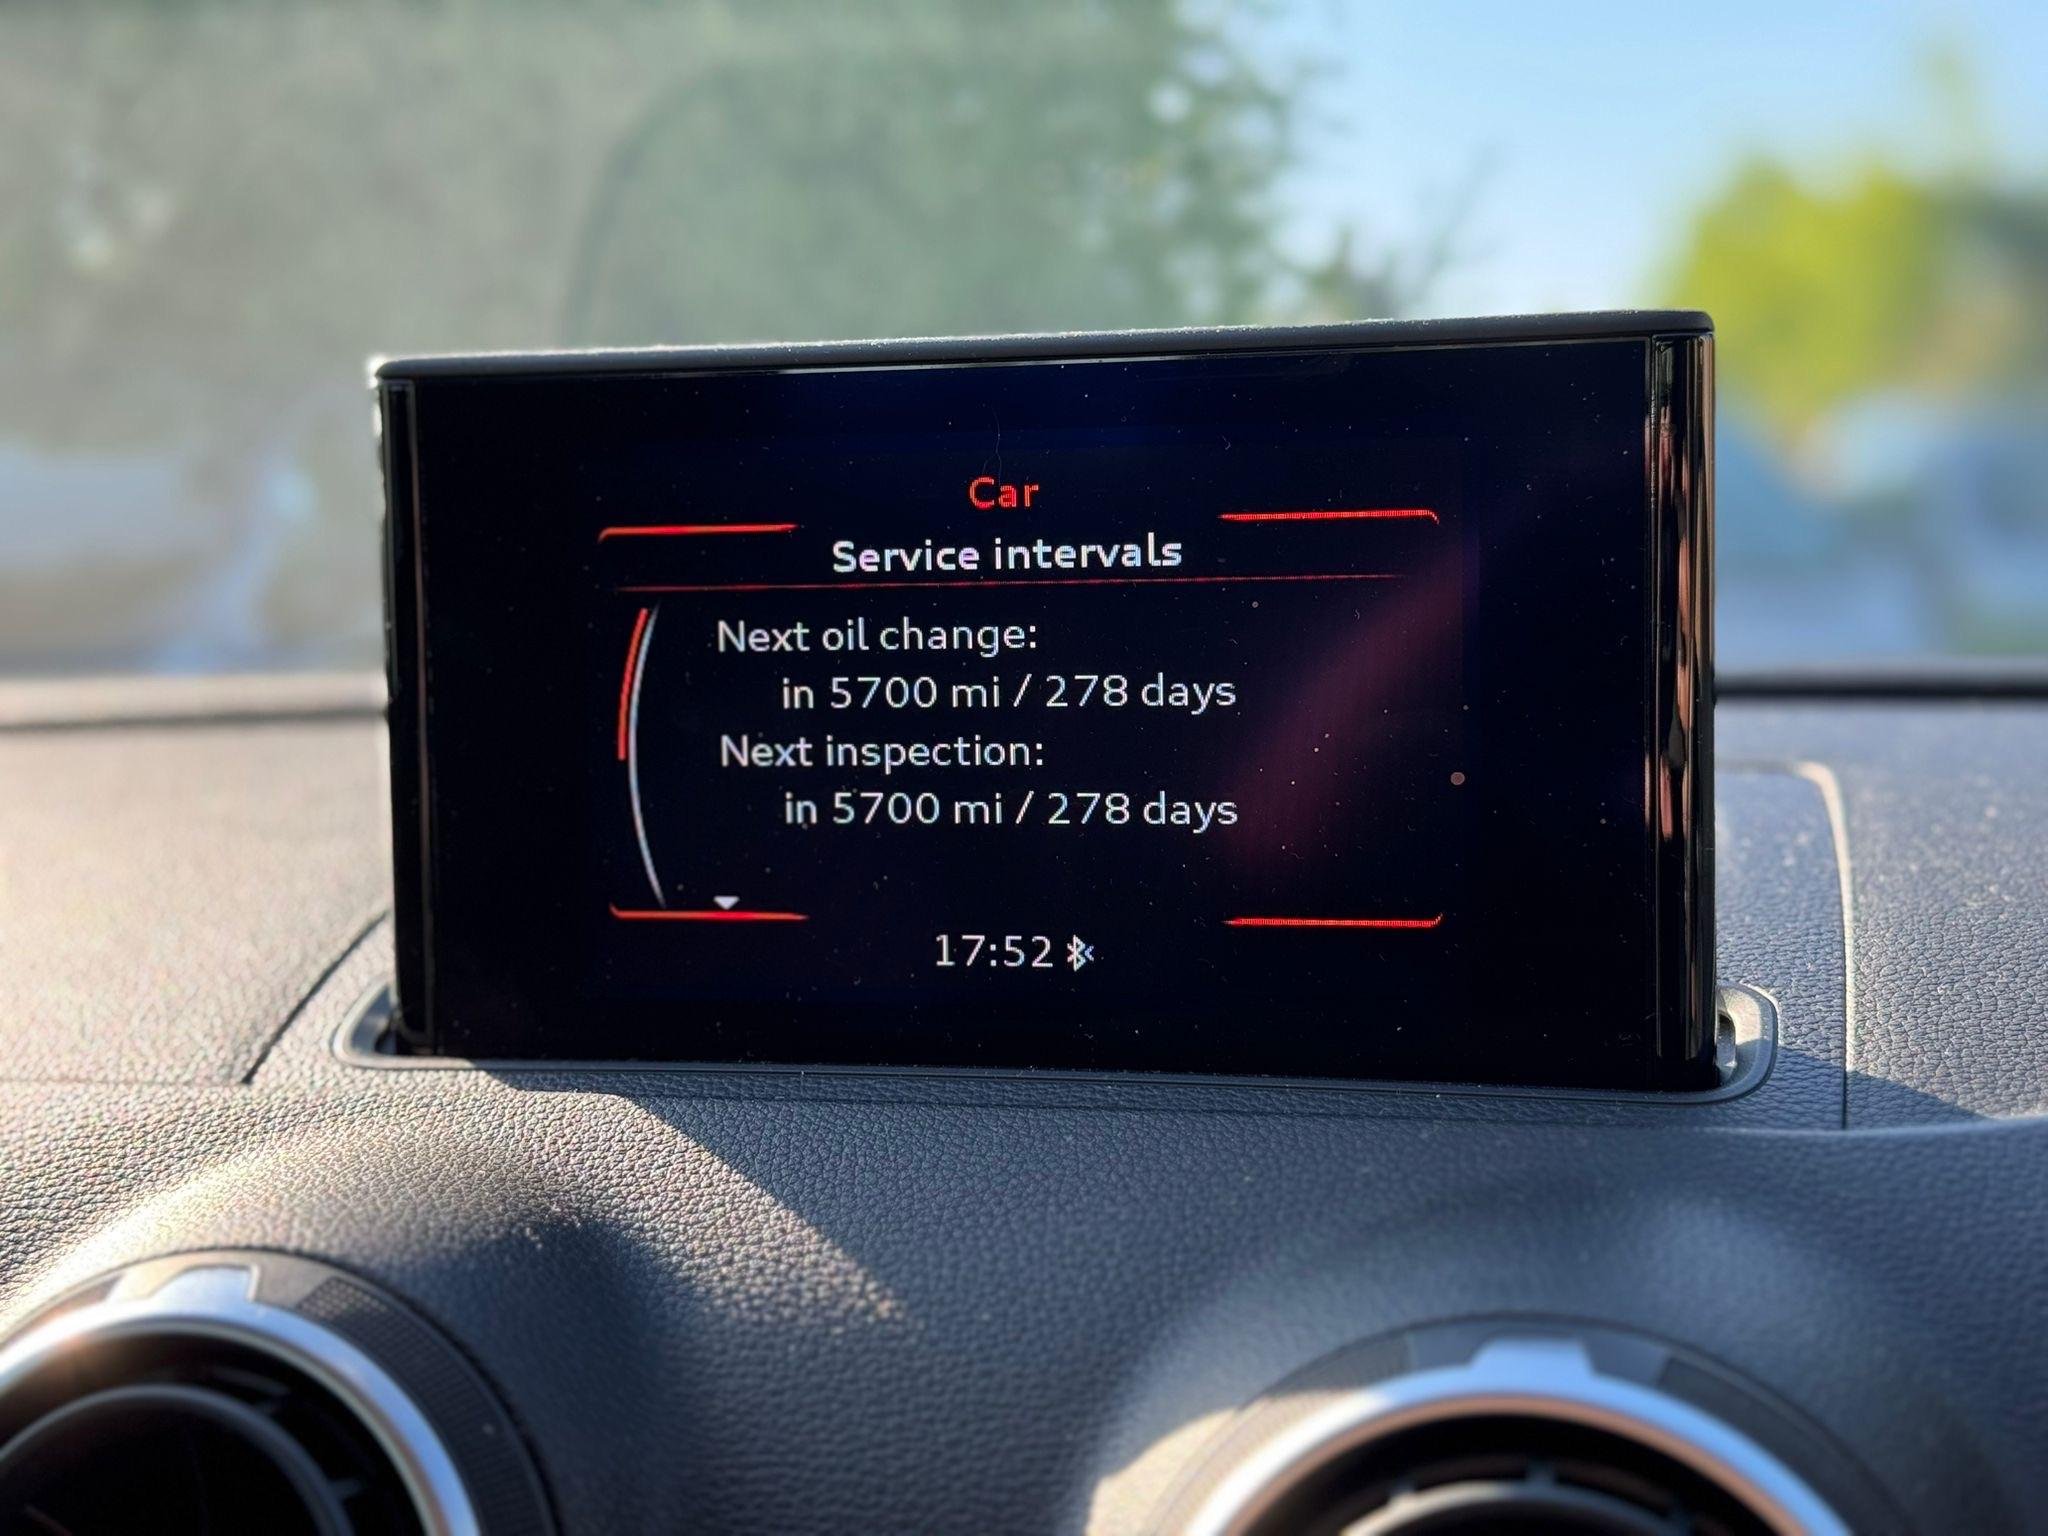 Car
Service intervals
Next oil change:
in 5700 mi / 278 days
Next inspection:
in 5700 mi / 278 days
17:52